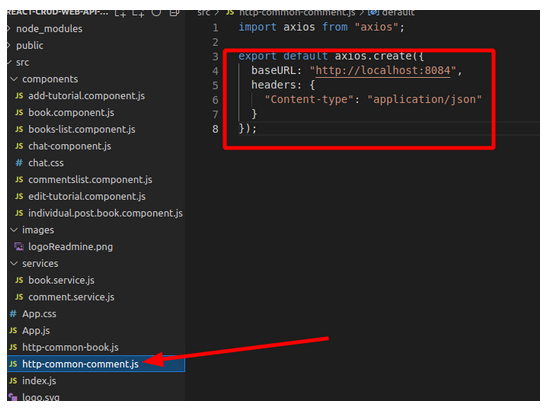 REACT-CRUD-WEB-API-...
node_modules
public
src
components
JS add-tutorial.component.js
JS book.component.js
JS books-list.component.js
JS chat-component.js
# chat.css
JS commentslist.component.js
JS edit-tutorial.component.js
JS individual.post.book.component.js
images
logoReadmine.png
services
JS book.service.js
JS comment.service.js
# App.css
JS App.js
JS http-common-book.js
JS http-common-comment.js
JS index.js
logo.svg
src > JS http-common-comment.js > default
1 import axios from "axios";
2
3 export default axios.create({
4 baseURL: "http://localhost:8084",
5 headers: {
6 "Content-type": "application/json"
7 }
8 });